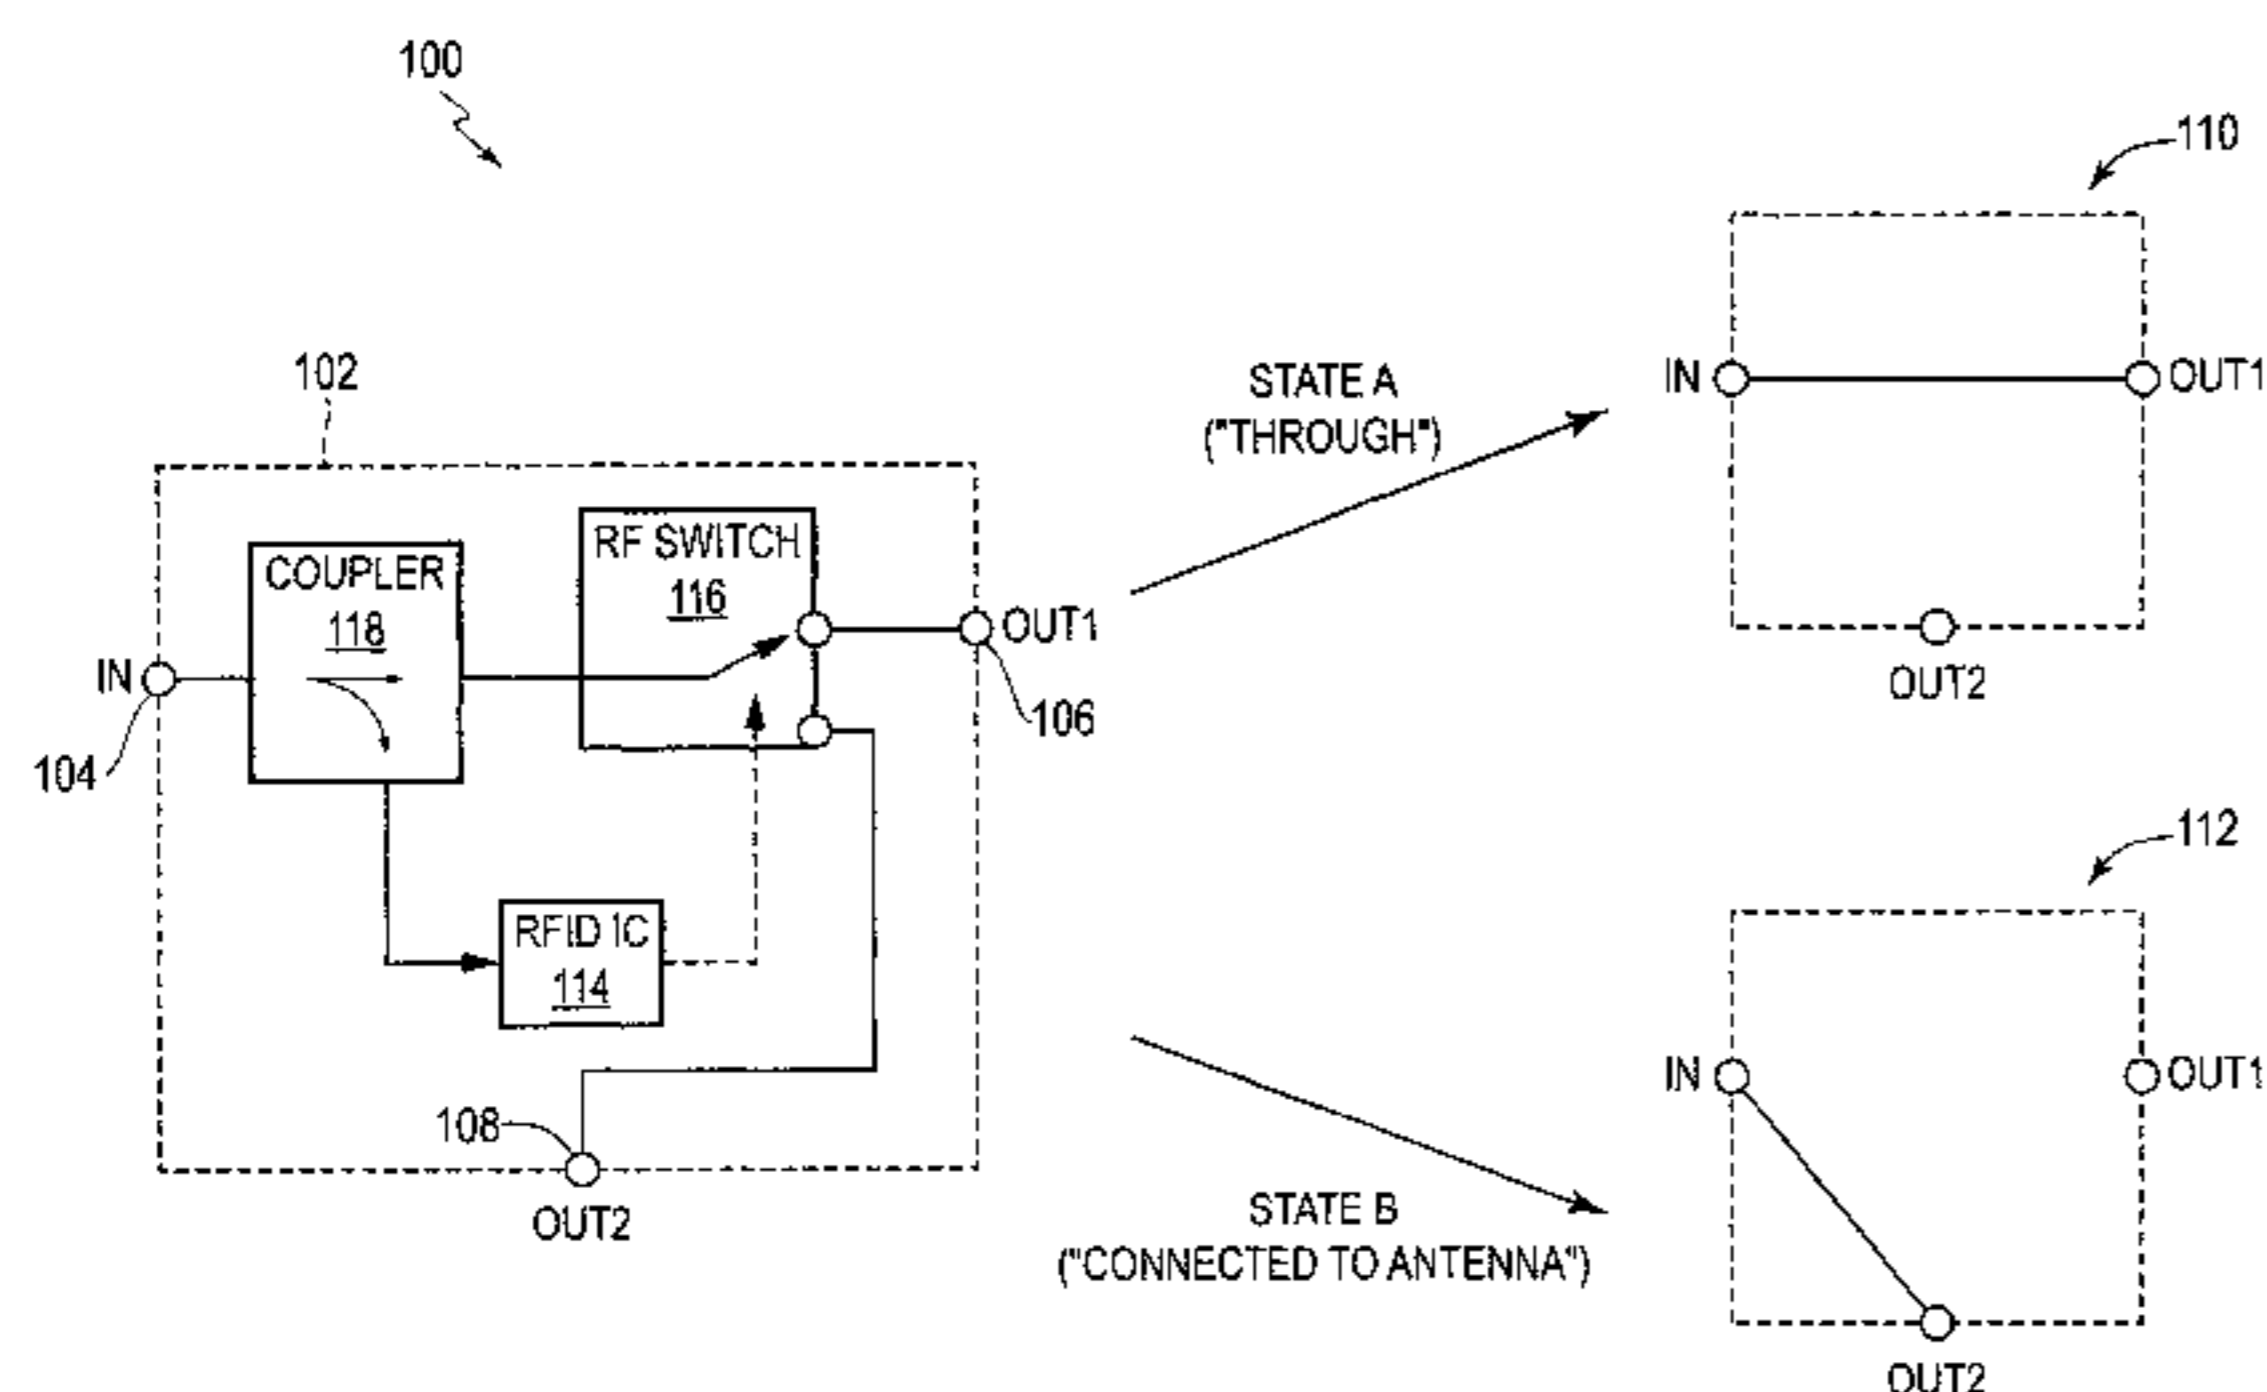 100
110
102
STATE A
("THROUGH")
IN
OUT1
OUT2
COUPLER
118
RF SWITCH
116
OUT1
IN
104
106
RFID IC
114
108
OUT2
STATE B
("CONNECTED TO ANTENNA")
112
IN
OUT1
OUT2